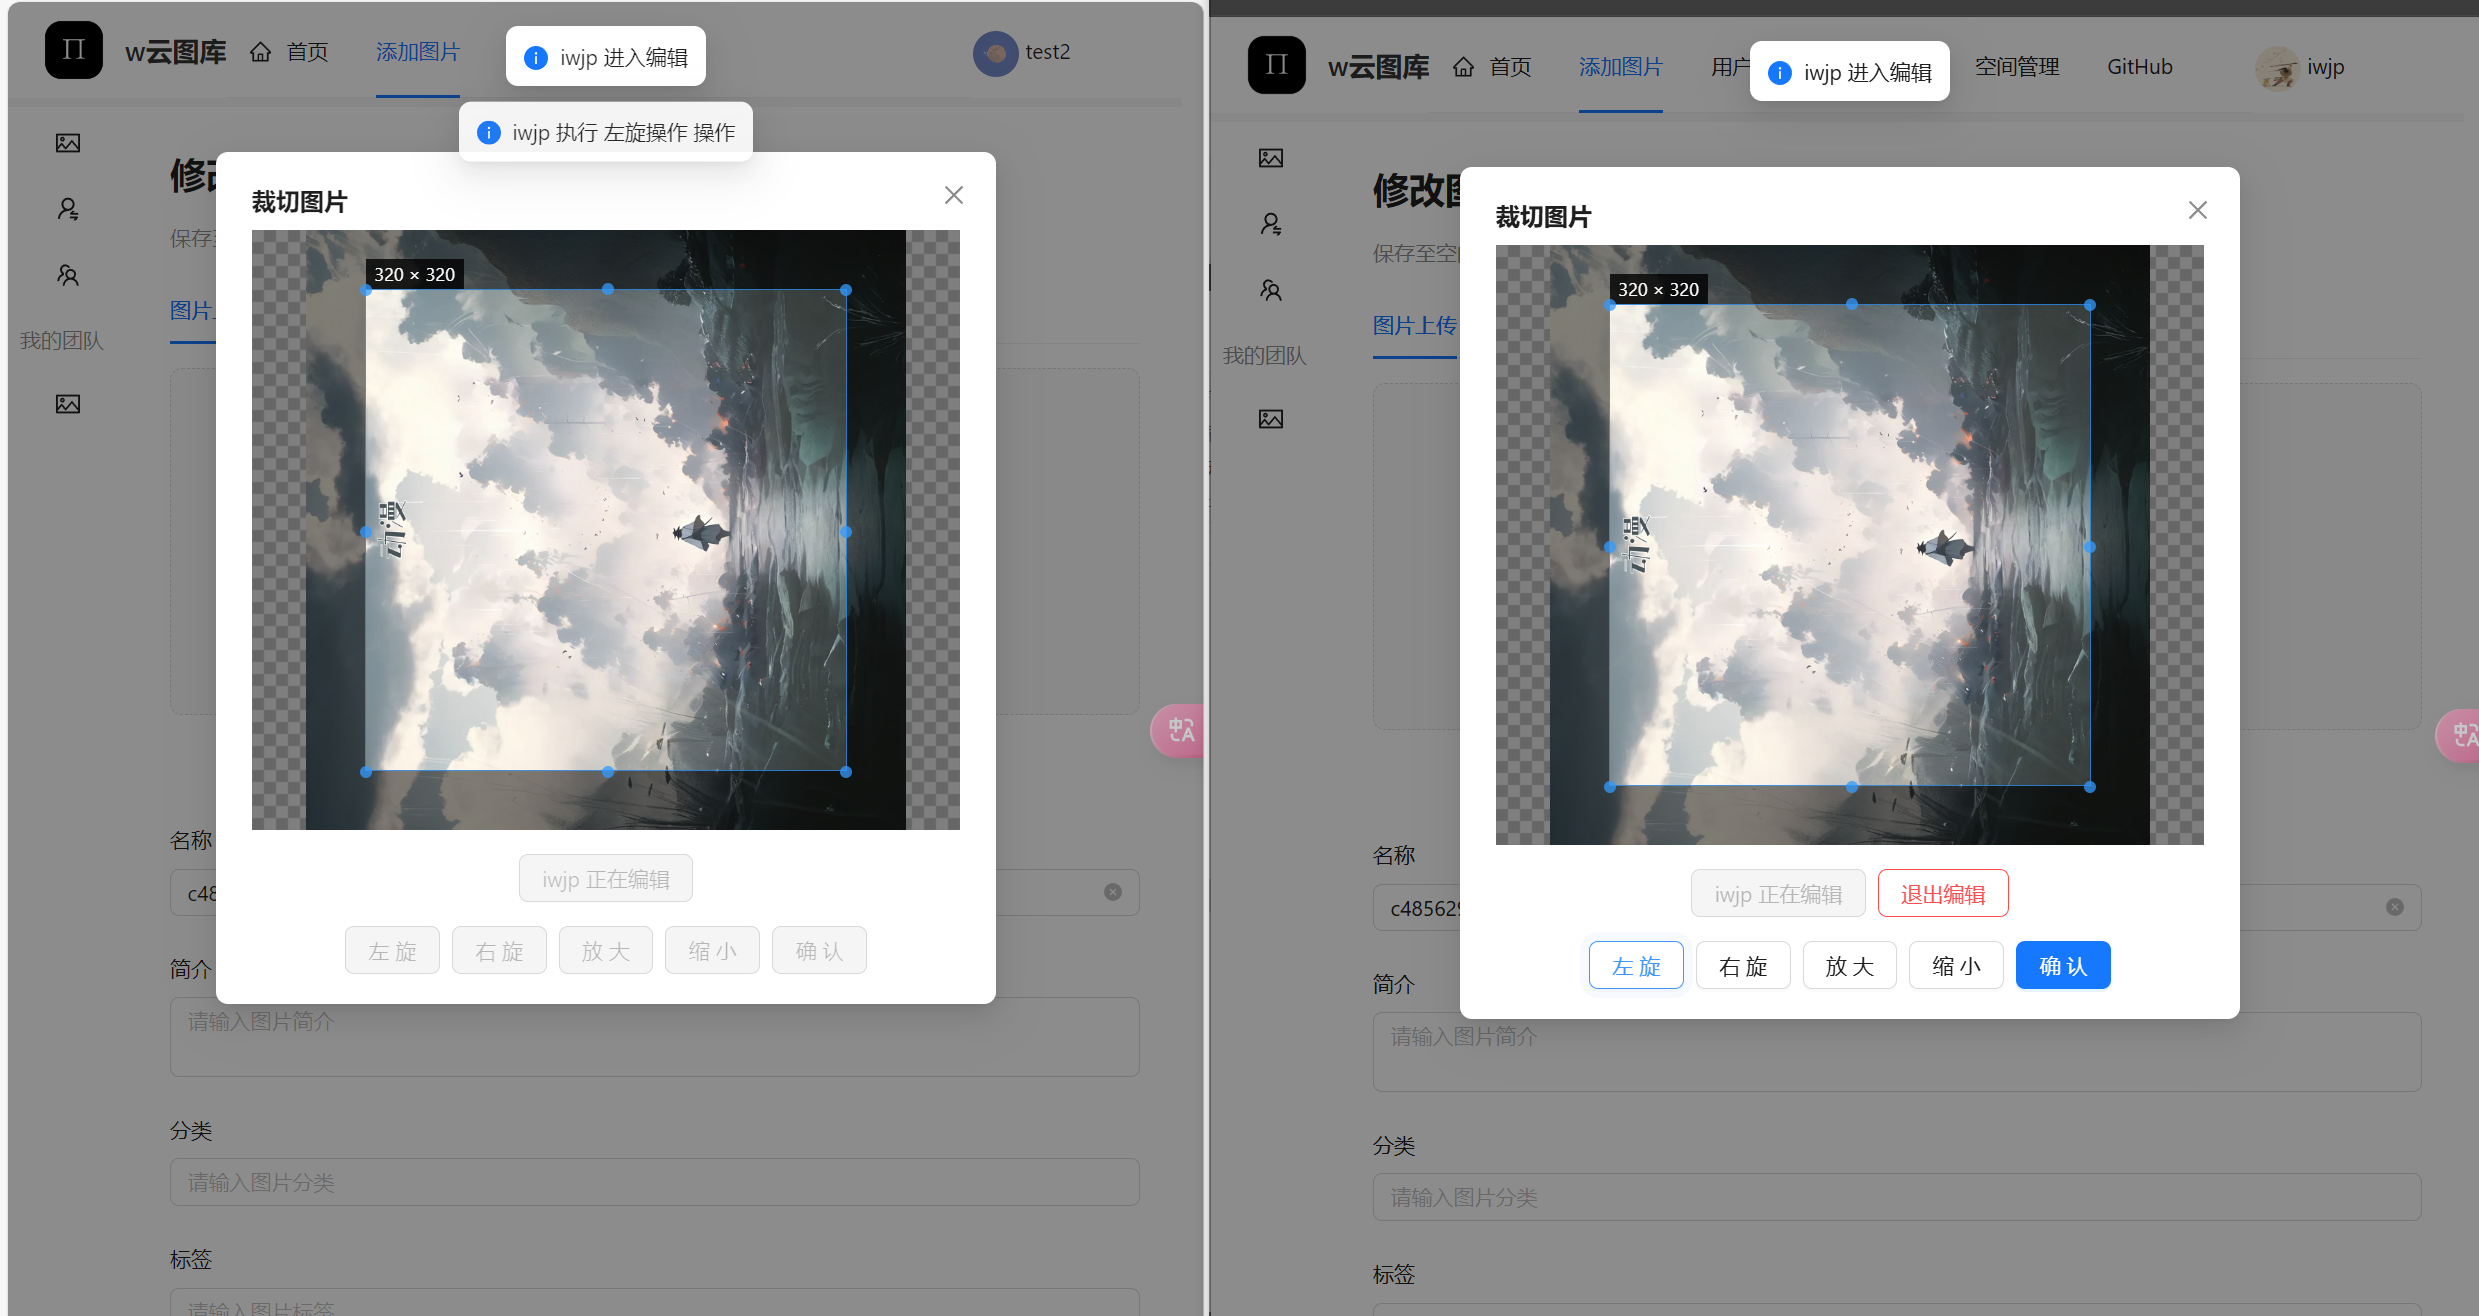 Π w云图库 首页 添加图片 test2
iwjp 进入编辑
iwjp 执行 左旋操作 操作
修改
裁切图片
保存至
320 × 320
图片上
我的团队
iwjp 正在编辑
左旋 右旋 放大 缩小 确认
名称
c48
简介
请输入图片简介
分类
请输入图片分类
标签
请输入图片标签
Π w云图库 首页 添加图片 用户 空间管理 GitHub iwjp
iwjp 进入编辑
修改图
裁切图片
保存至空间
320 × 320
图片上传
我的团队
iwjp 正在编辑 退出编辑
左旋 右旋 放大 缩小 确认
名称
c48562
简介
请输入图片简介
分类
请输入图片分类
标签